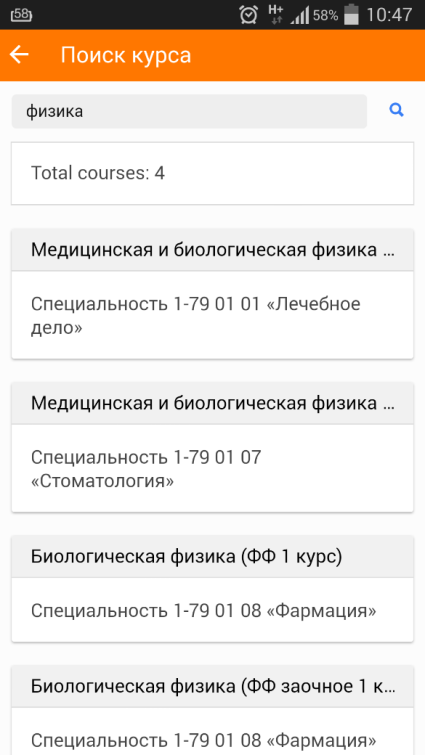 58
H+ 58% 10:47
Поиск курса
физика
Total courses: 4
Медицинская и биологическая физика ...
Специальность 1-79 01 01 «Лечебное
дело»
Медицинская и биологическая физика ...
Специальность 1-79 01 07
«Стоматология»
Биологическая физика (ФФ 1 курс)
Специальность 1-79 01 08 «Фармация»
Биологическая физика (ФФ заочное 1 к...
Специальность 1-79 01 08 «Фармация»